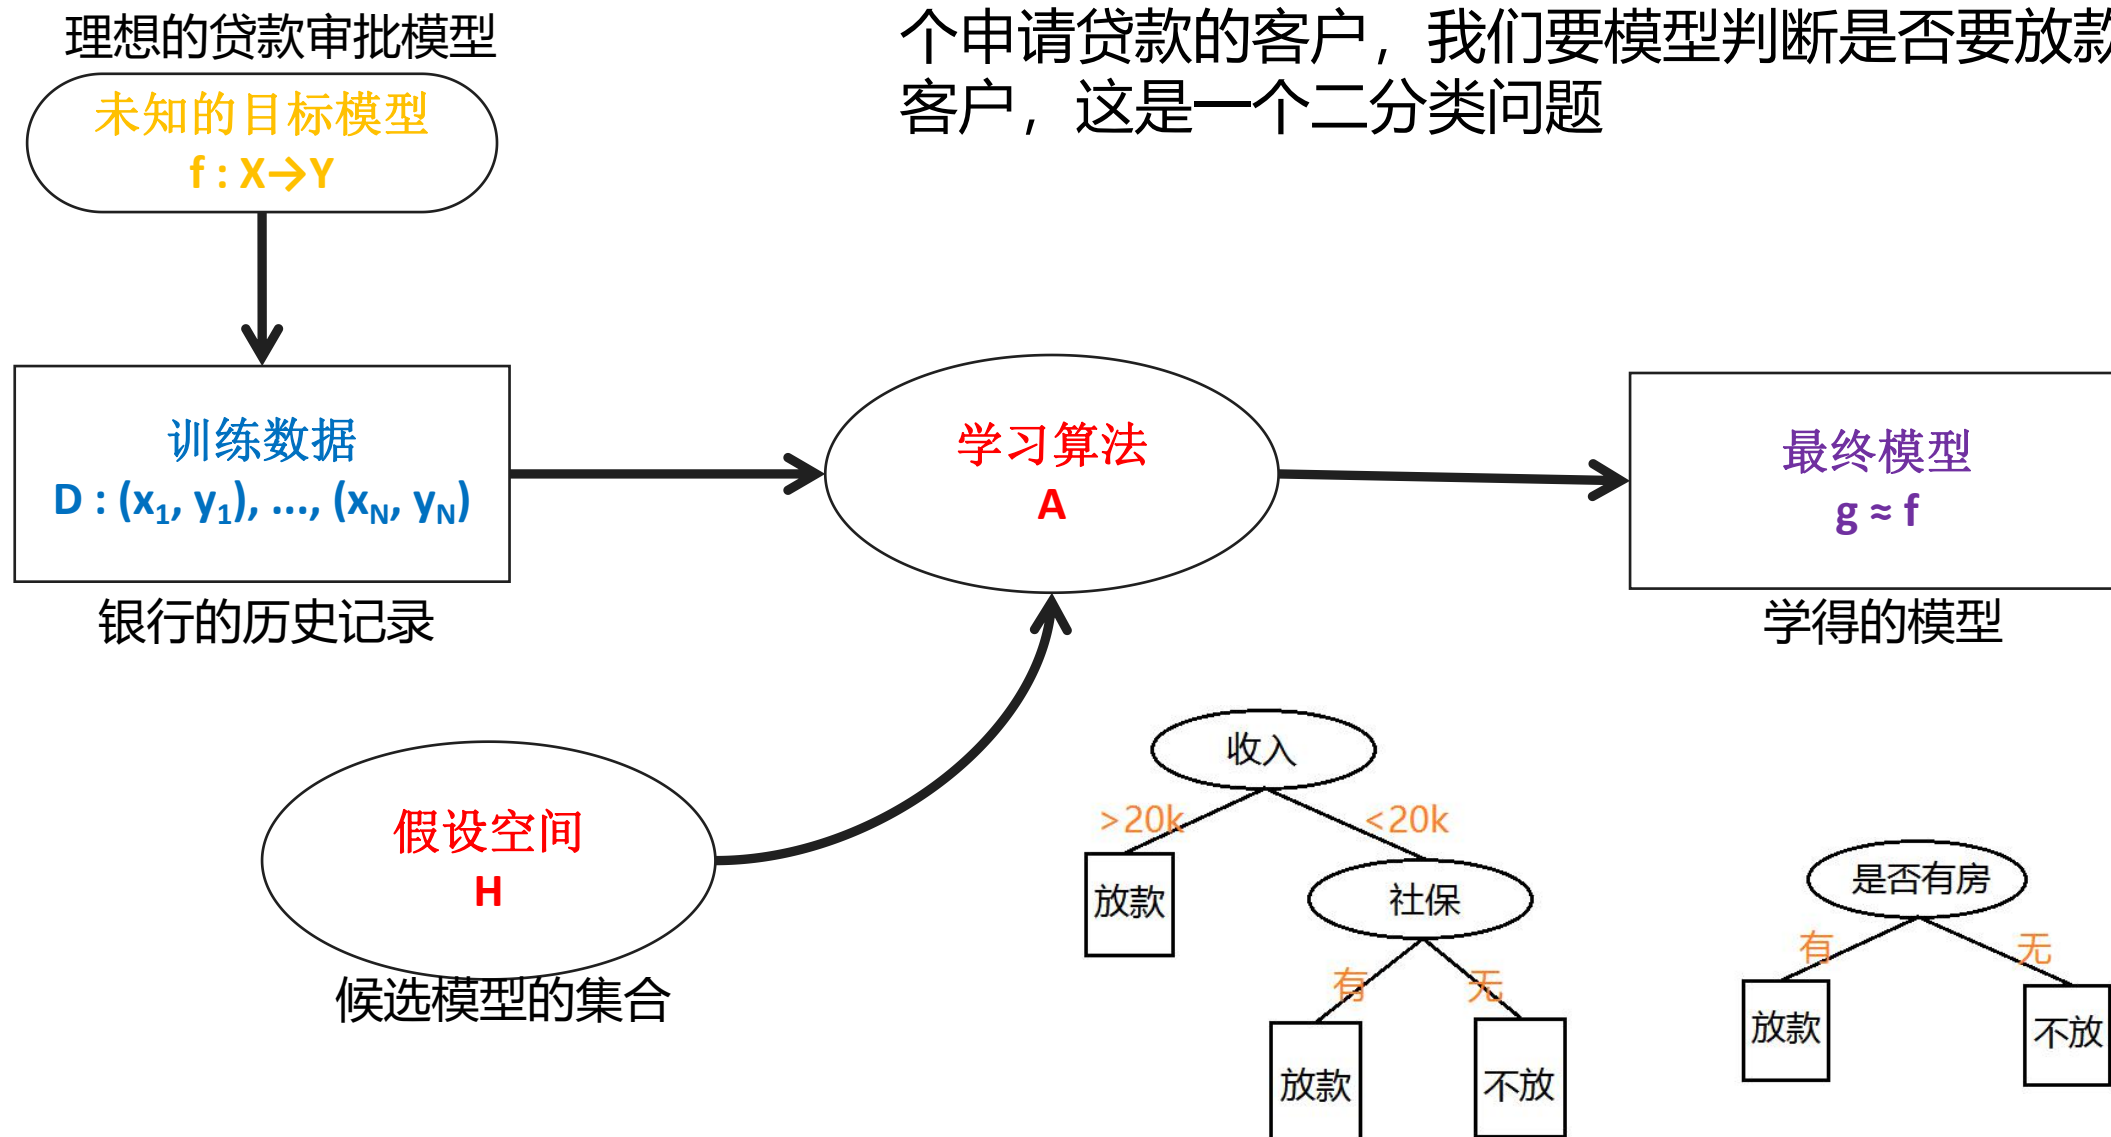 理想的贷款审批模型
个申请贷款的客户，我们要模型判断是否要放款
客户，这是一个二分类问题
未知的目标模型
f : X→Y
训练数据
D : (x₁, y₁), ..., (x_N, y_N)
银行的历史记录
学习算法
A
最终模型
g ≈ f
学得的模型
假设空间
H
候选模型的集合
收入
>20k
<20k
放款
社保
有
无
放款
不放
是否有房
有
无
放款
不放